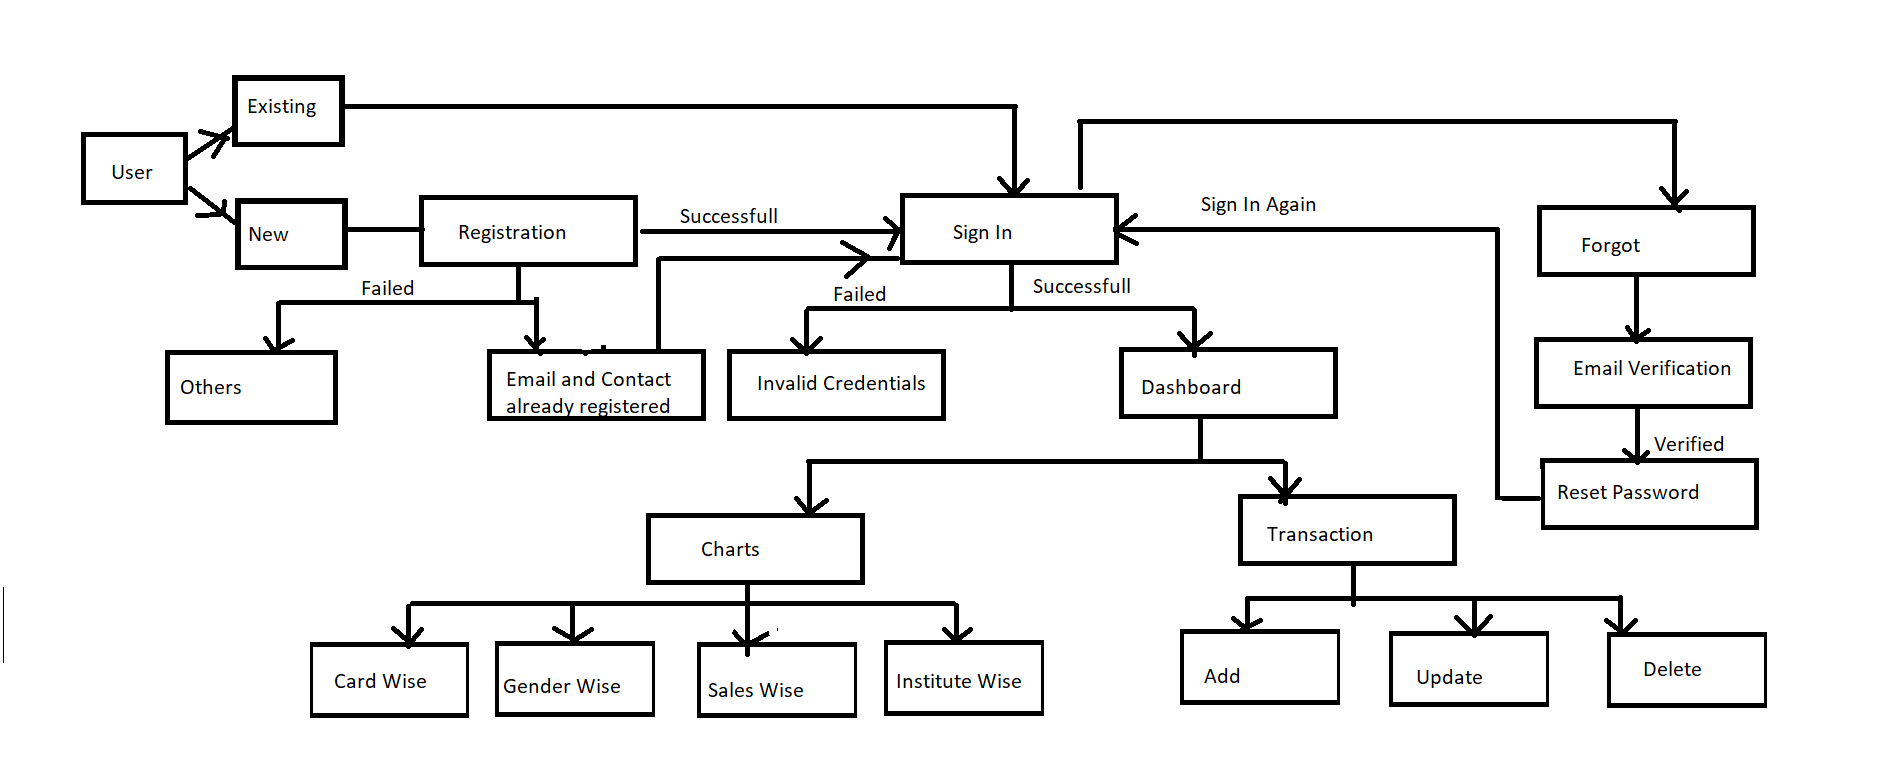 Existing
User
New
Registration
Successfull
Sign In
Sign In Again
Forgot
Failed
Failed
Successfull
Others
Email and Contact
already registered
Invalid Credentials
Dashboard
Email Verification
Verified
Reset Password
Charts
Transaction
Card Wise
Gender Wise
Sales Wise
Institute Wise
Add
Update
Delete